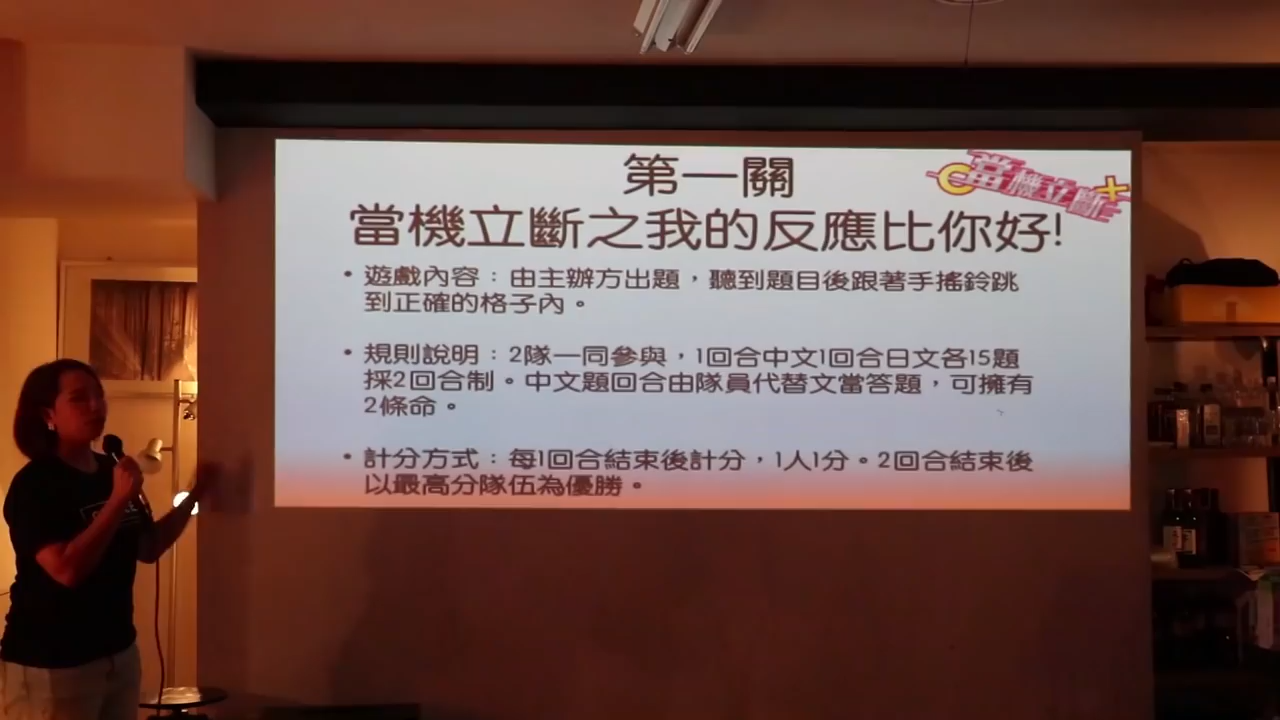 第一關
當機立斷
當機立斷之我的反應比你好!
• 遊戲內容：由主辦方出題，聽到題目後跟著手搖鈴跳
到正確的格子內。
• 規則說明：2隊一同參與，1回合中文1回合日文各15題
採2回合制。中文題回合由隊員代替文當答題，可擁有
2條命。
• 計分方式：每1回合結束後計分，1人1分。2回合結束後
以最高分隊伍為優勝。